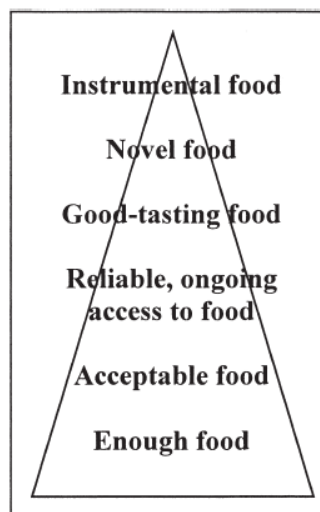 Instrumental food
Novel food
Good-tasting food
Reliable, ongoing
access to food
Acceptable food
Enough food